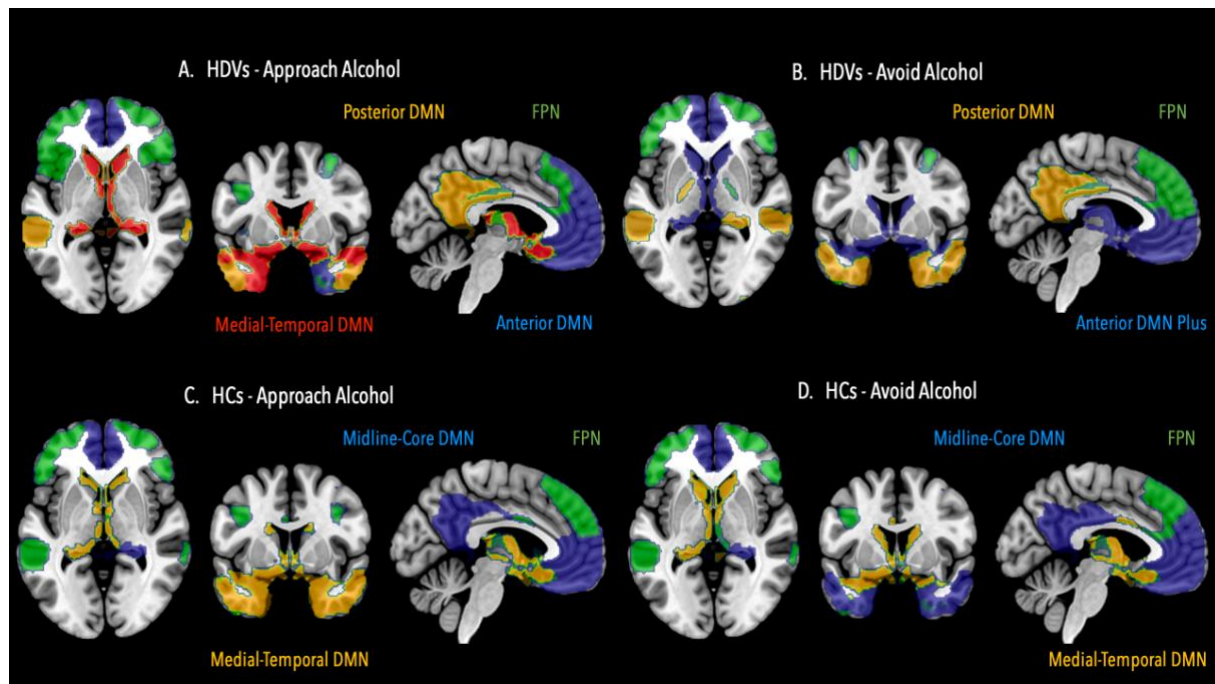 A. HDVs - Approach Alcohol
Posterior DMN
FPN
Medial-Temporal DMN
Anterior DMN
B. HDVs - Avoid Alcohol
Posterior DMN
FPN
Anterior DMN Plus
C. HCs - Approach Alcohol
Midline-Core DMN
FPN
Medial-Temporal DMN
D. HCs - Avoid Alcohol
Midline-Core DMN
FPN
Medial-Temporal DMN